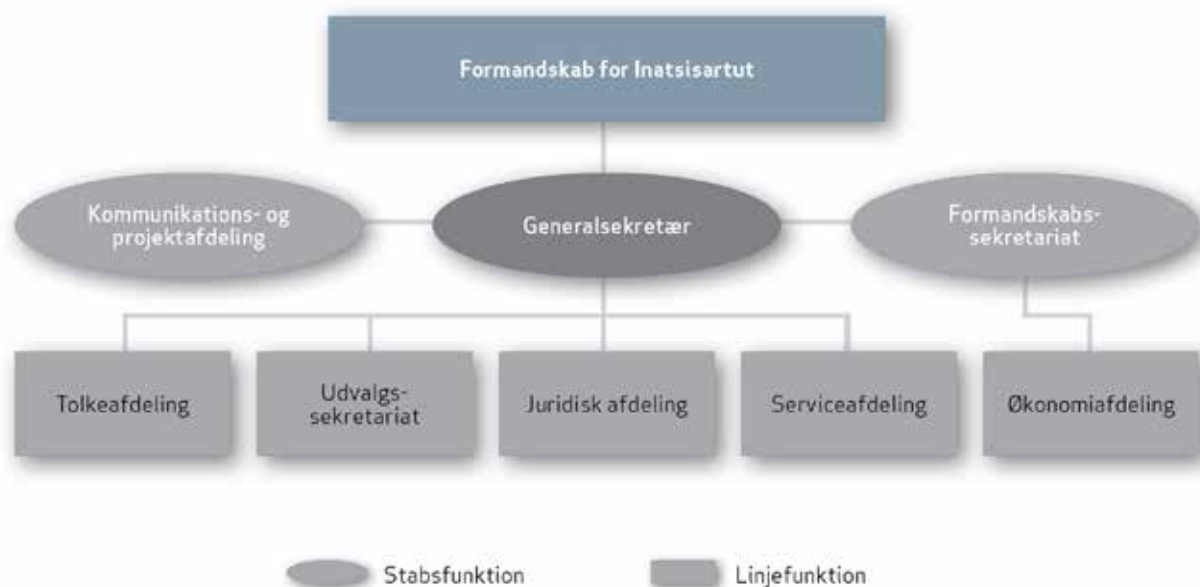 Formandskab for Inatsisartut
Kommunikations- og
projektafdeling
Generalsekretær
Formandskabs-
sekretariat
Tolkeafdeling
Udvalgs-
sekretariat
Juridisk afdeling
Serviceafdeling
Økonomiafdeling
Stabsfunktion
Linjefunktion